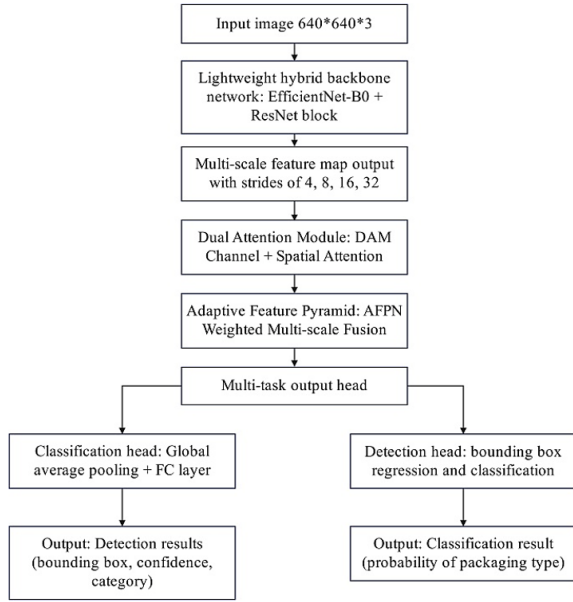 Input image 640*640*3
Lightweight hybrid backbone
network: EfficientNet-B0 +
ResNet block
Multi-scale feature map output
with strides of 4, 8, 16, 32
Dual Attention Module: DAM
Channel + Spatial Attention
Adaptive Feature Pyramid: AFPN
Weighted Multi-scale Fusion
Multi-task output head
Classification head: Global
average pooling + FC layer
Detection head: bounding box
regression and classification
Output: Detection results
(bounding box, confidence,
category)
Output: Classification result
(probability of packaging type)